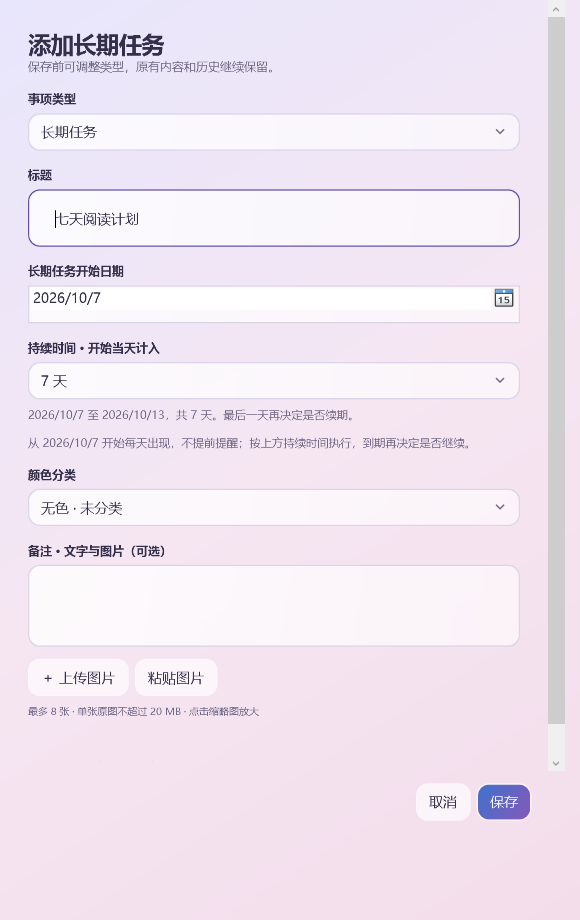 添加长期任务
保存前可调整类型，原有内容和历史继续保留。
事项类型
长期任务
标题
七天阅读计划
长期任务开始日期
2026/10/7
15
持续时间・开始当天计入
7 天
2026/10/7 至 2026/10/13，共 7 天。最后一天再决定是否续期。
从 2026/10/7 开始每天出现，不提前提醒；按上方持续时间执行，到期再决定是否继续。
颜色分类
无色 · 未分类
备注・文字与图片（可选）
＋ 上传图片
粘贴图片
最多 8 张 · 单张原图不超过 20 MB · 点击缩略图放大
取消
保存